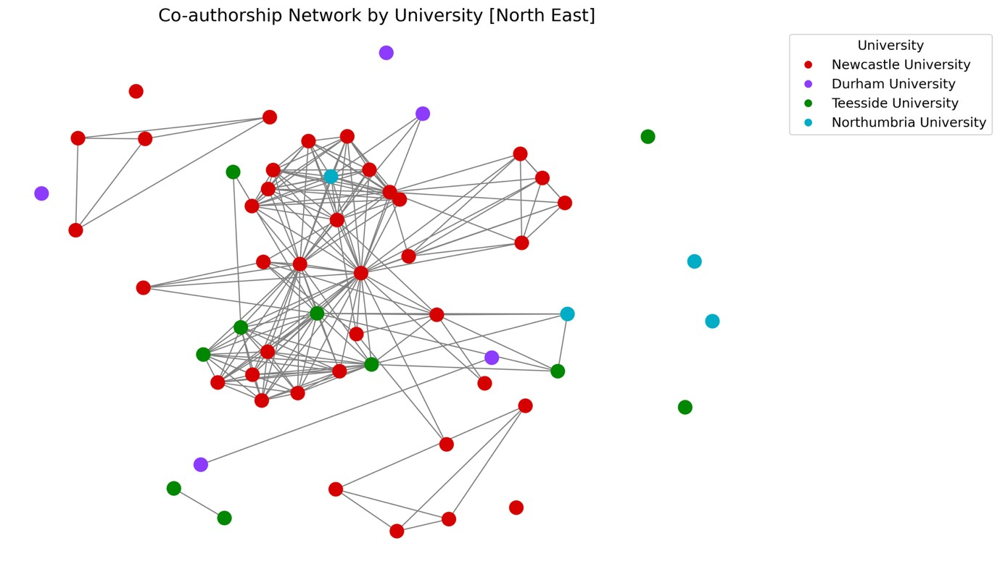 Co-authorship Network by University [North East]
University
Newcastle University
Durham University
Teesside University
Northumbria University